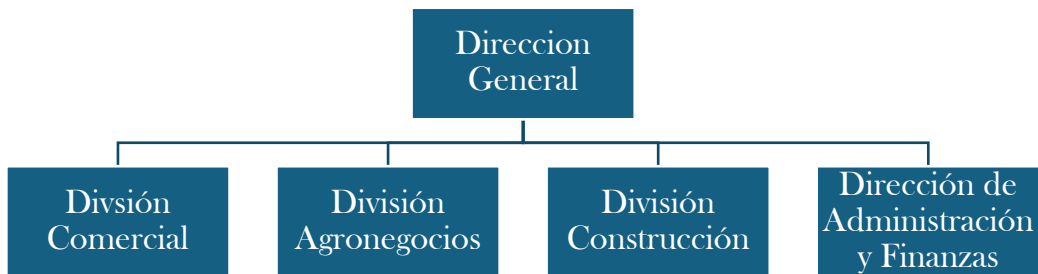 Direccion
General
Divsión
Comercial
División
Agronegocios
División
Construcción
Dirección de
Administración
y Finanzas